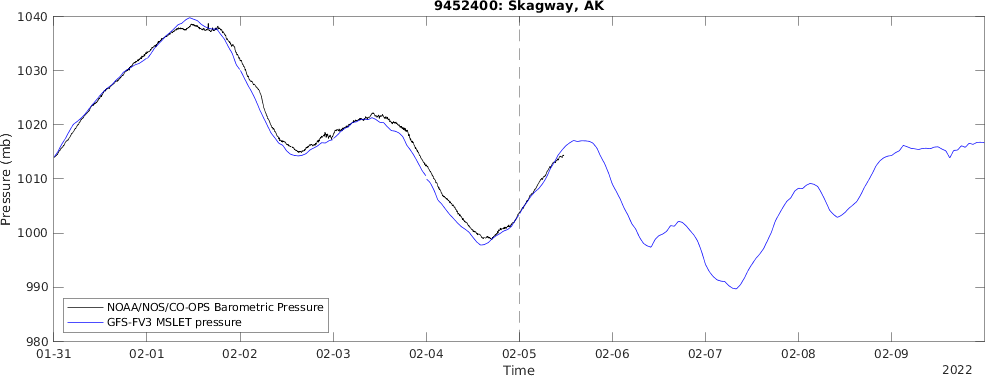 9452400: Skagway, AK
1040
1030
1020
1010
1000
990
980
Pressure (mb)
NOAA/NOS/CO-OPS Barometric Pressure
GFS-FV3 MSLET pressure
01-31 02-01 02-02 02-03 02-04 02-05 02-06 02-07 02-08 02-09
Time
2022